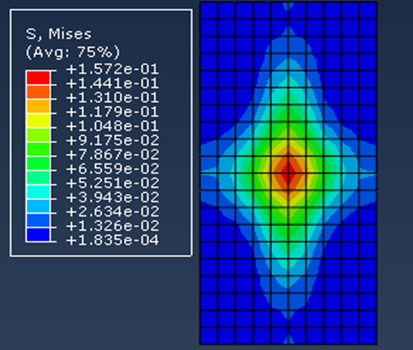 S, Mises
(Avg: 75%)
+1.572e-01
+1.441e-01
+1.310e-01
+1.179e-01
+1.048e-01
+9.175e-02
+7.867e-02
+6.559e-02
+5.251e-02
+3.943e-02
+2.634e-02
+1.326e-02
+1.835e-04